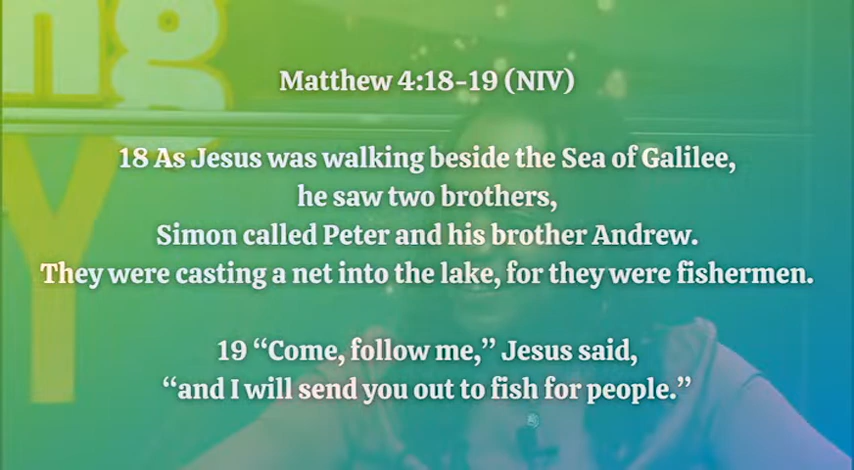 ng
Y
Matthew 4:18-19 (NIV)
18 As Jesus was walking beside the Sea of Galilee,
he saw two brothers,
Simon called Peter and his brother Andrew.
They were casting a net into the lake, for they were fishermen.
19 “Come, follow me,” Jesus said,
“and I will send you out to fish for people.”